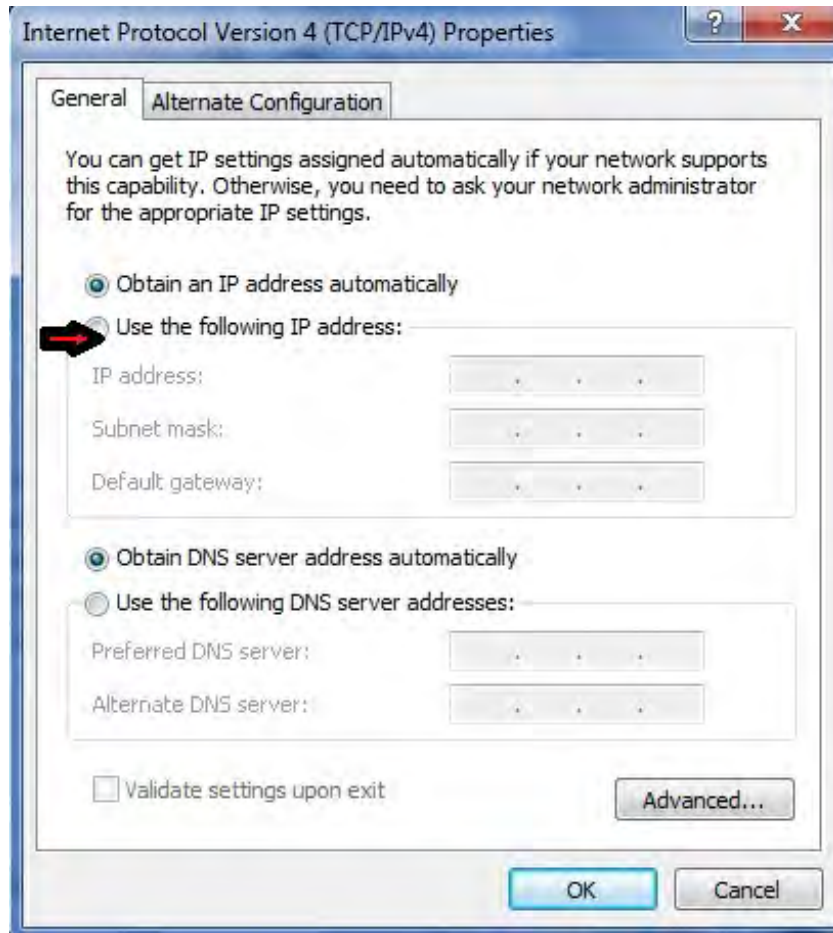 Internet Protocol Version 4 (TCP/IPv4) Properties
?
X
General
Alternate Configuration
You can get IP settings assigned automatically if your network supports
this capability. Otherwise, you need to ask your network administrator
for the appropriate IP settings.
Obtain an IP address automatically
Use the following IP address:
IP address:
. . .
Subnet mask:
. . .
Default gateway:
. . .
Obtain DNS server address automatically
Use the following DNS server addresses:
Preferred DNS server:
. . .
Alternate DNS server:
. . .
Validate settings upon exit
Advanced...
OK
Cancel